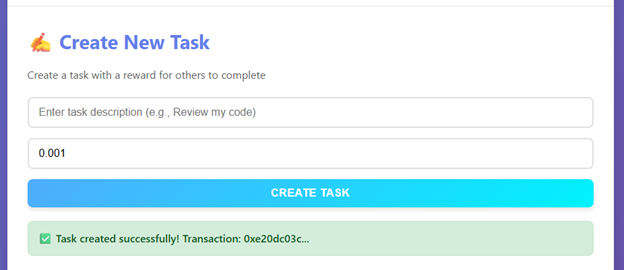 ✍️ Create New Task
Create a task with a reward for others to complete
Enter task description (e.g., Review my code)
0.001
CREATE TASK
✅ Task created successfully! Transaction: 0xe20dc03c...